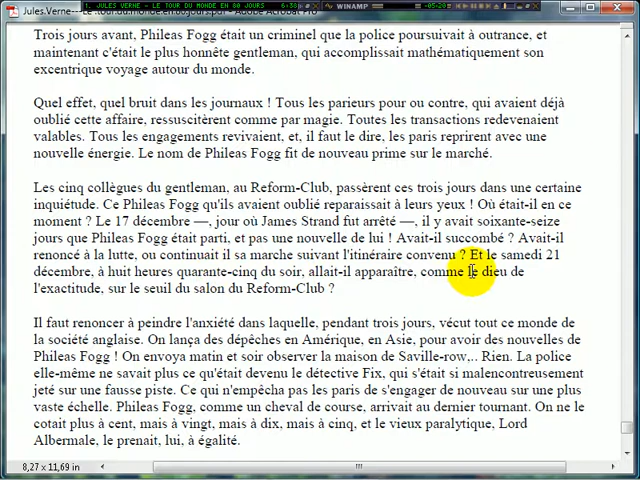 Jules.Verne---Le
.tour.du.monde.en.80.jours.pdf - Adobe Acrobat Pro
1. JULES VERNE - LE TOUR DU MONDE EN 80 JOURS
6:38
WINAMP
-05:20
Trois jours avant, Phileas Fogg était un criminel que la police poursuivait à outrance, et
maintenant c'était le plus honnête gentleman, qui accomplissait mathématiquement son
excentrique voyage autour du monde.
Quel effet, quel bruit dans les journaux ! Tous les parieurs pour ou contre, qui avaient déjà
oublié cette affaire, ressuscitèrent comme par magie. Toutes les transactions redevenaient
valables. Tous les engagements revivaient, et, il faut le dire, les paris reprirent avec une
nouvelle énergie. Le nom de Phileas Fogg fit de nouveau prime sur le marché.
Les cinq collègues du gentleman, au Reform-Club, passèrent ces trois jours dans une certaine
inquiétude. Ce Phileas Fogg qu'ils avaient oublié reparaissait à leurs yeux ! Où était-il en ce
moment ? Le 17 décembre —, jour où James Strand fut arrêté —, il y avait soixante-seize
jours que Phileas Fogg était parti, et pas une nouvelle de lui ! Avait-il succombé ? Avait-il
renoncé à la lutte, ou continuait il sa marche suivant l'itinéraire convenu ? Et le samedi 21
décembre, à huit heures quarante-cinq du soir, allait-il apparaître, comme le dieu de
l'exactitude, sur le seuil du salon du Reform-Club ?
Il faut renoncer à peindre l'anxiété dans laquelle, pendant trois jours, vécut tout ce monde de
la société anglaise. On lança des dépêches en Amérique, en Asie, pour avoir des nouvelles de
Phileas Fogg ! On envoya matin et soir observer la maison de Saville-row,.. Rien. La police
elle-même ne savait plus ce qu'était devenu le détective Fix, qui s'était si malencontreusement
jeté sur une fausse piste. Ce qui n'empêcha pas les paris de s'engager de nouveau sur une plus
vaste échelle. Phileas Fogg, comme un cheval de course, arrivait au dernier tournant. On ne le
cotait plus à cent, mais à vingt, mais à dix, mais à cinq, et le vieux paralytique, Lord
Albermale, le prenait, lui, à égalité.
8,27 x 11,69 in